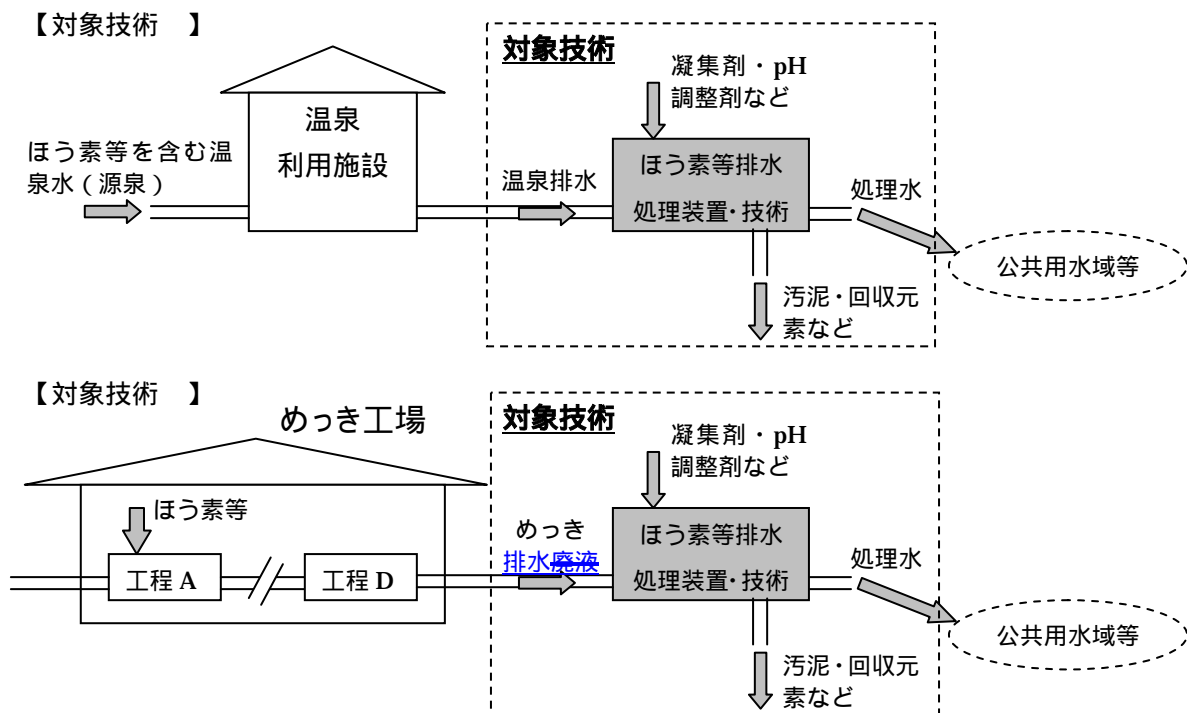 【対象技術　】
対象技術
凝集剤・pH
調整剤など
温泉
利用施設
ほう素等を含む温
泉水（源泉）
温泉排水
ほう素等排水
処理装置・技術
処理水
公共用水域等
汚泥・回収元
素など
【対象技術　】
めっき工場
対象技術
凝集剤・pH
調整剤など
ほう素等
工程 A
工程 D
めっき
排水廃液
ほう素等排水
処理装置・技術
処理水
公共用水域等
汚泥・回収元
素など